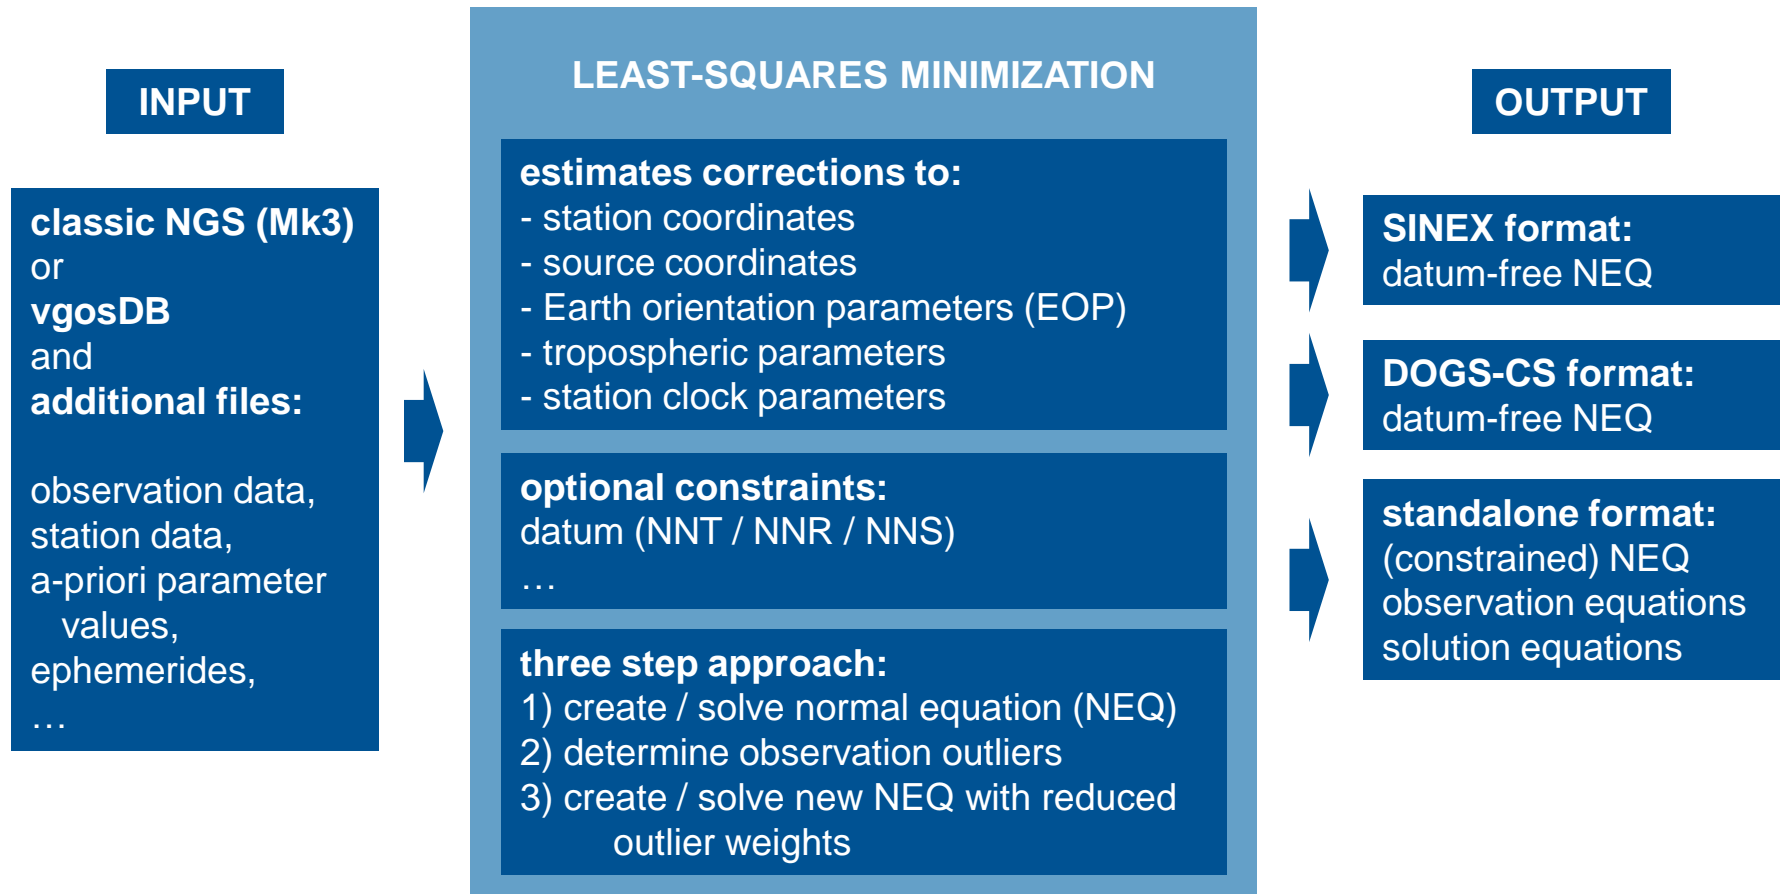 INPUT
classic NGS (Mk3)
or
vgosDB
and
additional files:
observation data,
station data,
a-priori parameter
values,
ephemerides,
…
LEAST-SQUARES MINIMIZATION
estimates corrections to:
- station coordinates
- source coordinates
- Earth orientation parameters (EOP)
- tropospheric parameters
- station clock parameters
optional constraints:
datum (NNT / NNR / NNS)
…
three step approach:
1) create / solve normal equation (NEQ)
2) determine observation outliers
3) create / solve new NEQ with reduced
outlier weights
OUTPUT
SINEX format:
datum-free NEQ
DOGS-CS format:
datum-free NEQ
standalone format:
(constrained) NEQ
observation equations
solution equations